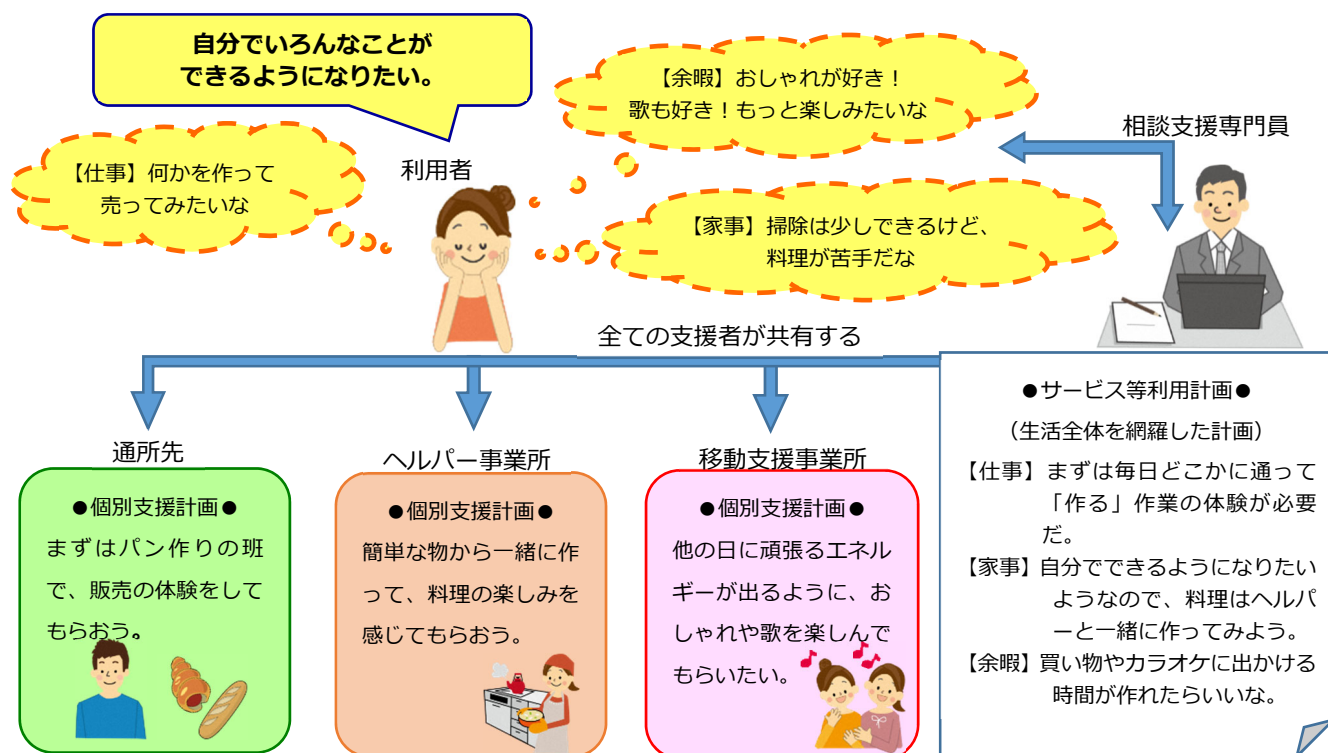 自分でいろんなことが
できるようになりたい。
【余暇】おしゃれが好き！
歌も好き！もっと楽しみたいな
相談支援専門員
【仕事】何かを作って
売ってみたいな
利用者
【家事】掃除は少しできるけど、
料理が苦手だな
全ての支援者が共有する
通所先
●個別支援計画●
まずはパン作りの班
で、販売の体験をして
もらおう。
ヘルパー事業所
●個別支援計画●
簡単な物から一緒に作
って、料理の楽しみを
感じてもらおう。
移動支援事業所
●個別支援計画●
他の日に頑張るエネル
ギーが出るように、お
しゃれや歌を楽しんで
もらいたい。
●サービス等利用計画●
（生活全体を網羅した計画）
【仕事】まずは毎日どこかに通って
「作る」作業の体験が必要
だ。
【家事】自分でできるようになりたい
ようなので、料理はヘルパ
ーと一緒に作ってみよう。
【余暇】買い物やカラオケに出かける
時間が作れたらいいな。